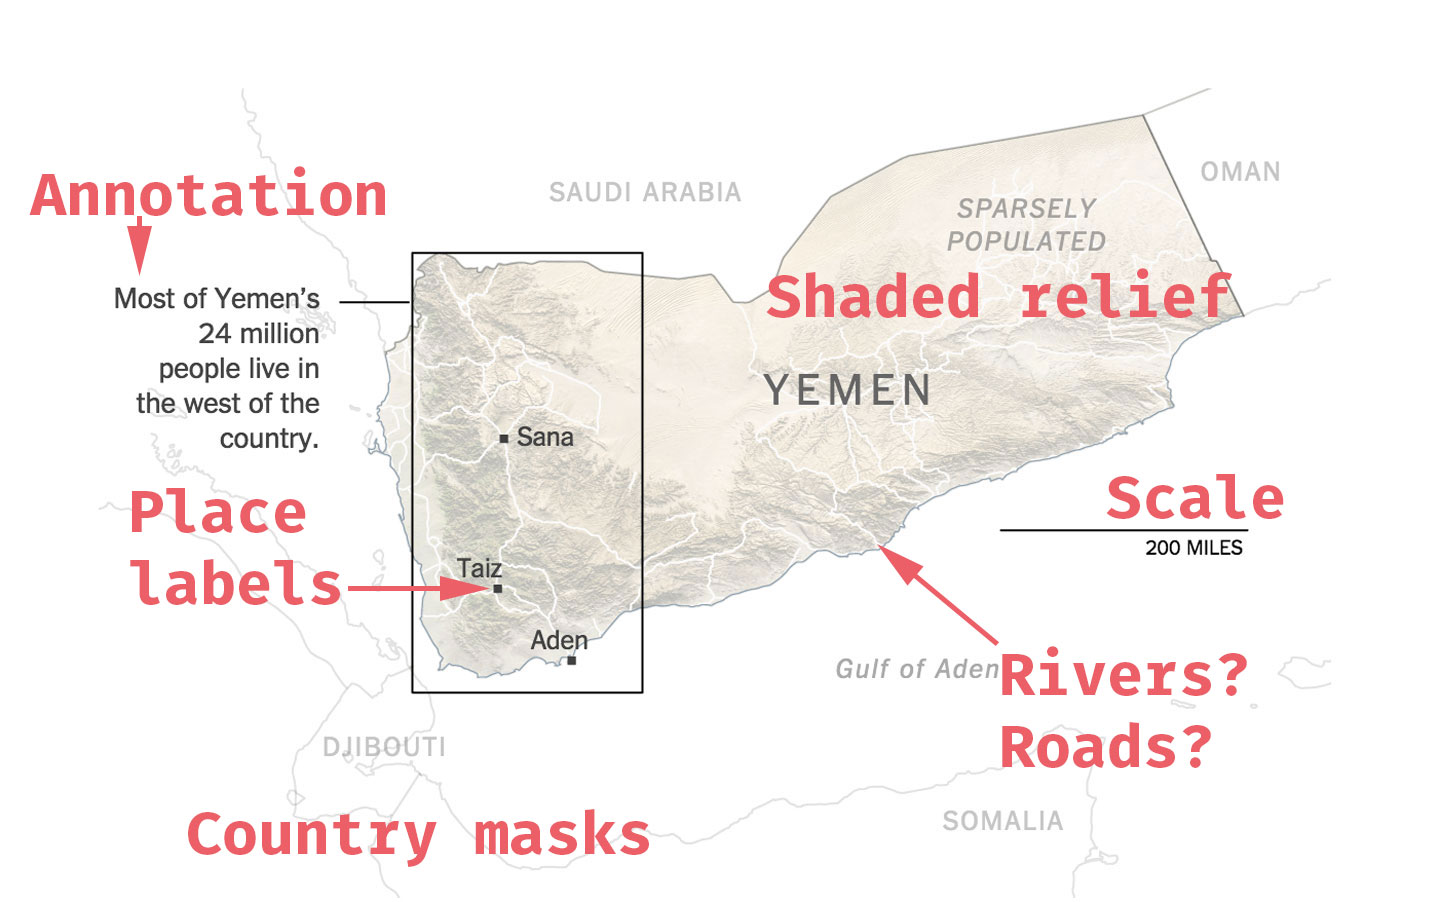 OMAN
SAUDI ARABIA
Annotation
SPARSELY
POPULATED
Most of Yemen’s
24 million
people live in
the west of the
country.
Shaded relief
YEMEN
Sana
Place
labels
Scale
200 MILES
Taiz
Aden
Gulf of Aden
Rivers?
Roads?
DJIBOUTI
Country masks
SOMALIA